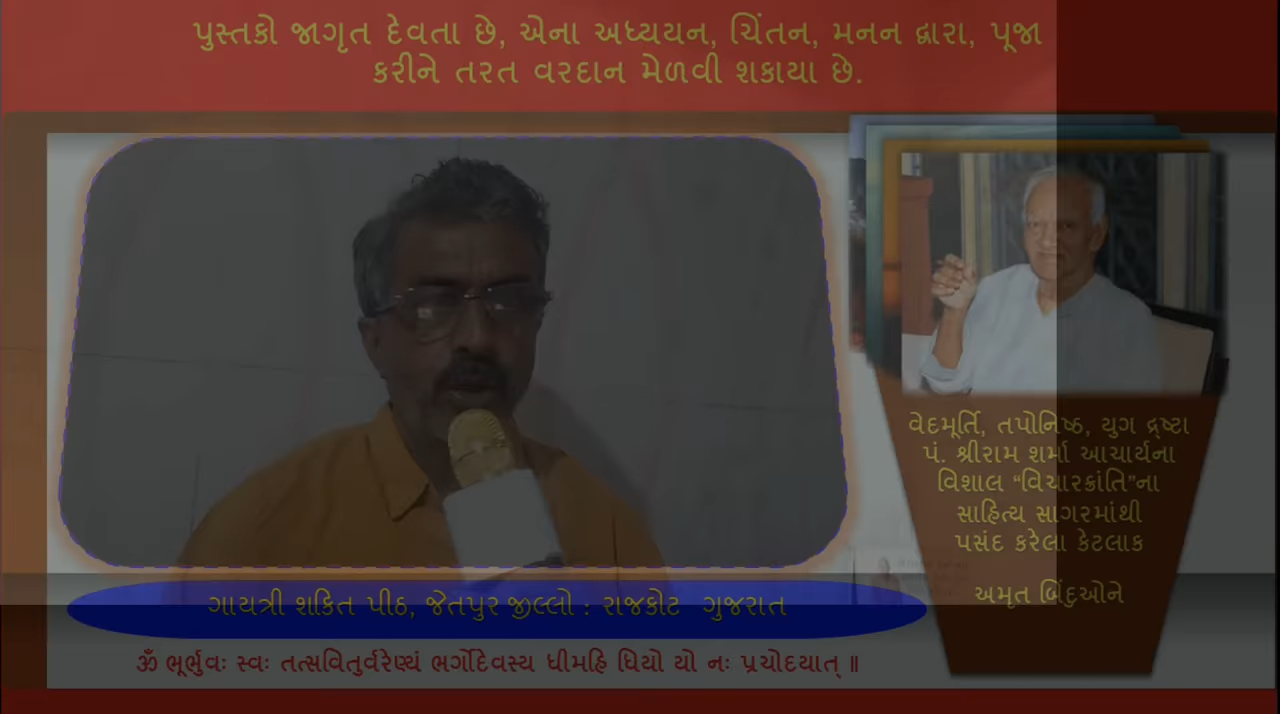 પુસ્તકો જાગૃત દેવતા છે, એના અધ્યયન, ચિંતન, મનન દ્વારા, પૂજા
કરીને તરત વરદાન મેળવી શકાયા છે.
વેદમૂર્તિ, તપોનિષ્ઠ, યુગ દ્રષ્ટા
પં. શ્રીરામ શર્મા આચાર્યના
વિશાલ “વિચારક્રાંતિ”ના
સાહિત્ય સાગરમાંથી
પસંદ કરેલા કેટલાક
અમૃત બિંદુઓને
ગાયત્રી શકિત પીઠ, જેતપુર જીલ્લો : રાજકોટ ગુજરાત
ૐ ભૂર્ભુવઃ સ્વઃ તત્સવિતુર્વરેણ્યં ભર્ગોદેવસ્ય ધીમહિ ધિયો યો નઃ પ્રચોદયાત્ ॥